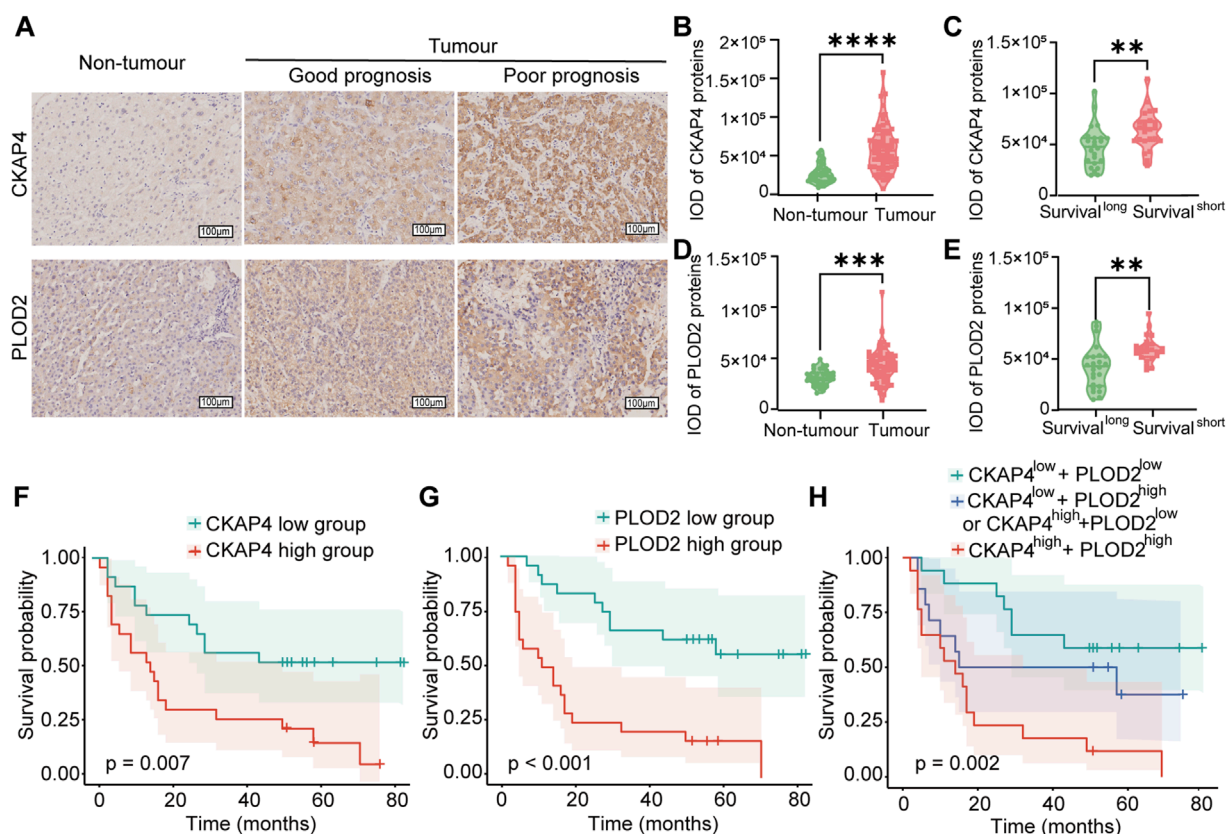 A
Tumour
Non-tumour
Good prognosis
Poor prognosis
CKAP4
100μm
100μm
100μm
PLOD2
100μm
100μm
100μm
B
IOD of CKAP4 proteins
2×10⁵
1.5×10⁵
1×10⁵
5×10⁴
0
****
Non-tumour Tumour
C
IOD of CKAP4 proteins
1.5×10⁵
1×10⁵
5×10⁴
0
**
Survival^long Survival^short
D
IOD of PLOD2 proteins
1.5×10⁵
1×10⁵
5×10⁴
0
***
Non-tumour Tumour
E
IOD of PLOD2 proteins
1.5×10⁵
1×10⁵
5×10⁴
0
**
Survival^long Survival^short
F
CKAP4 low group
CKAP4 high group
Survival probability
1.00
0.75
0.50
0.25
0.00
p = 0.007
0 20 40 60 80
Time (months)
G
PLOD2 low group
PLOD2 high group
Survival probability
1.00
0.75
0.50
0.25
0.00
p < 0.001
0 20 40 60 80
Time (months)
H
CKAP4^low + PLOD2^low
CKAP4^low + PLOD2^high
or CKAP4^high+PLOD2^low
CKAP4^high + PLOD2^high
Survival probability
1.00
0.75
0.50
0.25
0.00
p = 0.002
0 20 40 60 80
Time (months)